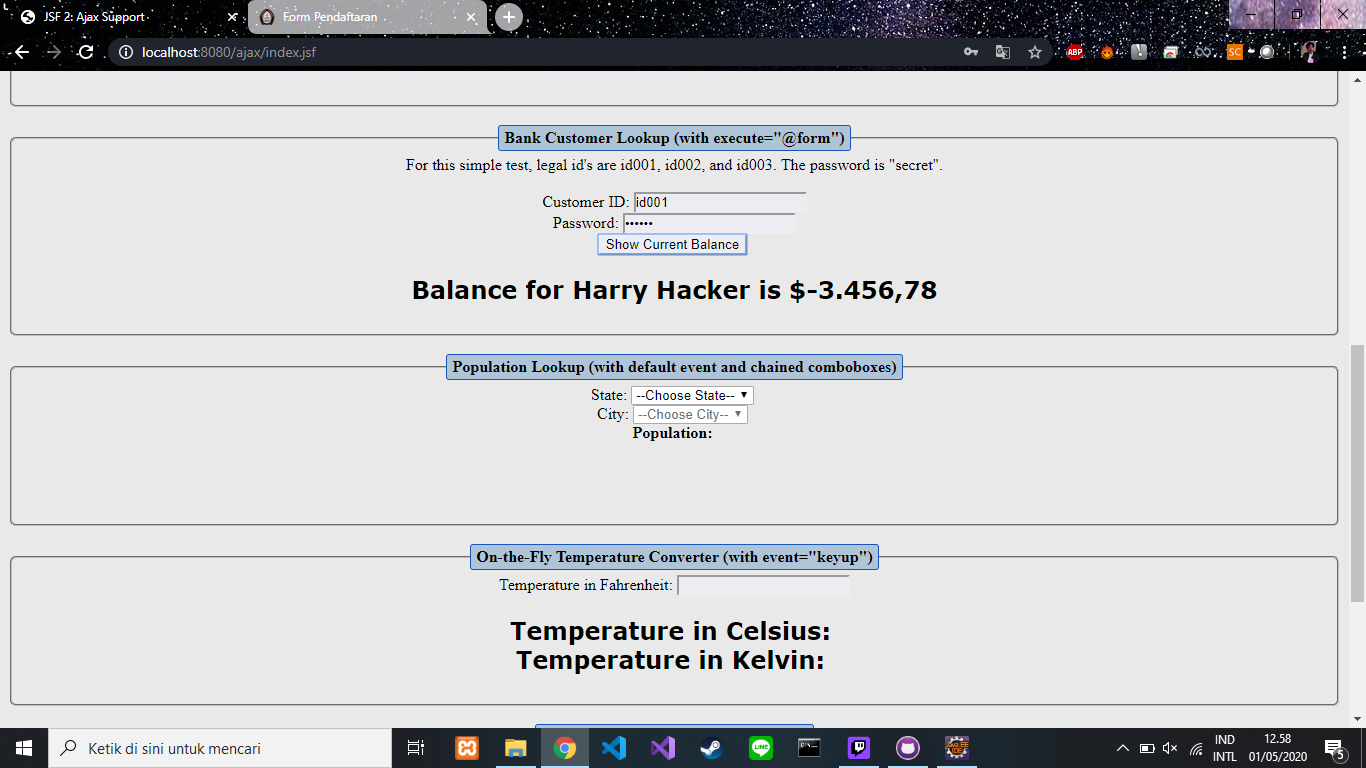 JSF 2: Ajax Support
Form Pendaftaran
localhost:8080/ajax/index.jsf
ABP
SC
Bank Customer Lookup (with execute="@form")
For this simple test, legal id's are id001, id002, and id003. The password is "secret".
Customer ID: id001
Password: ••••••
Show Current Balance
Balance for Harry Hacker is $-3.456,78
Population Lookup (with default event and chained comboboxes)
State: --Choose State--
City: --Choose City--
Population:
On-the-Fly Temperature Converter (with event="keyup")
Temperature in Fahrenheit:
Temperature in Celsius:
Temperature in Kelvin:
Ketik di sini untuk mencari
IND
INTL
12.58
01/05/2020
5